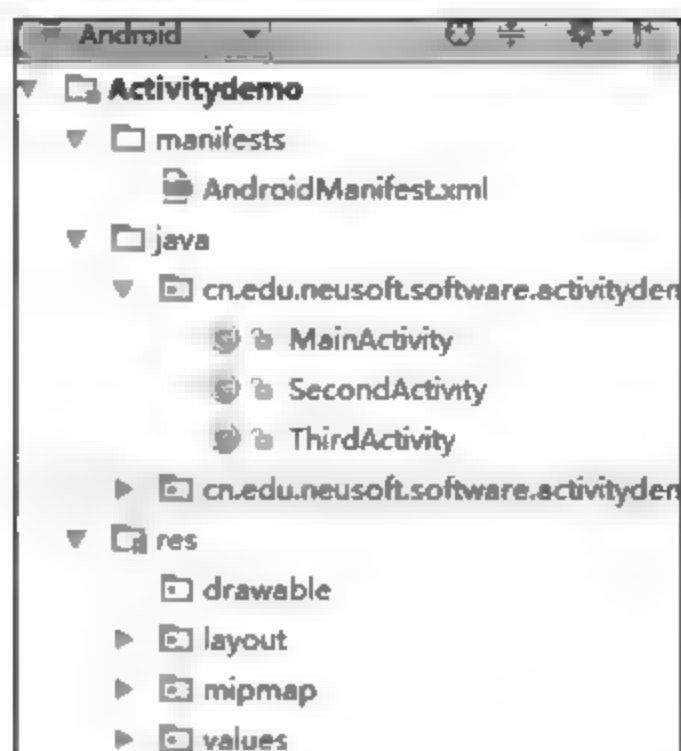 Android
Activitydemo
manifests
AndroidManifest.xml
java
cn.edu.neusoft.software.activityden
MainActivity
SecondActivity
ThirdActivity
cn.edu.neusoft.software.activityden
res
drawable
layout
mipmap
values